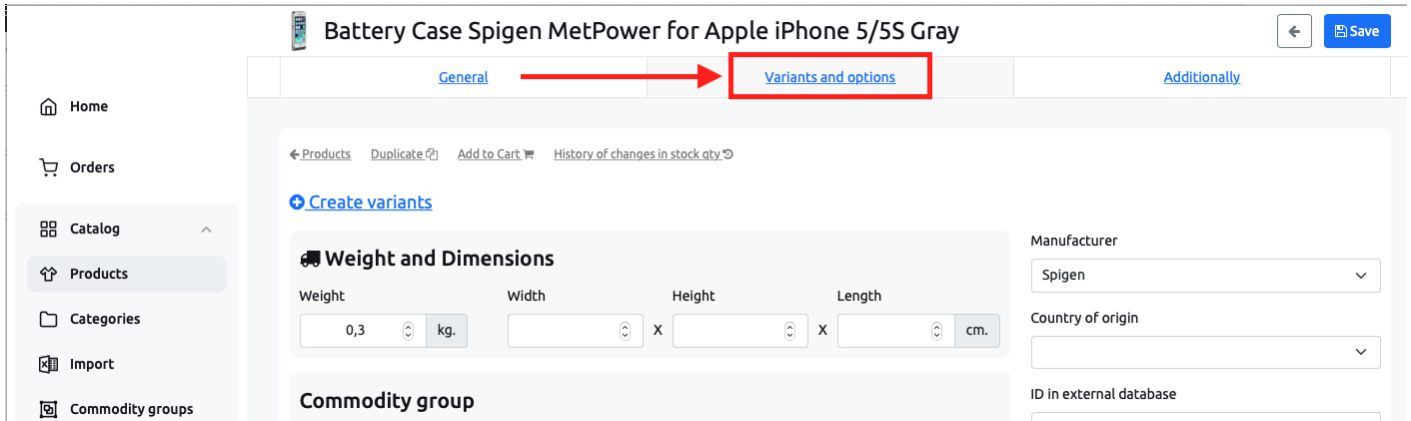 Battery Case Spigen MetPower for Apple iPhone 5/5S Gray
Save
General
Variants and options
Additionally
Home
Orders
Catalog
Products
Categories
Import
Commodity groups
Products
Duplicate
Add to Cart
History of changes in stock qty
Create variants
Weight and Dimensions
Weight
Width
Height
Length
0,3
kg.
X
X
cm.
Commodity group
Manufacturer
Spigen
Country of origin
ID in external database